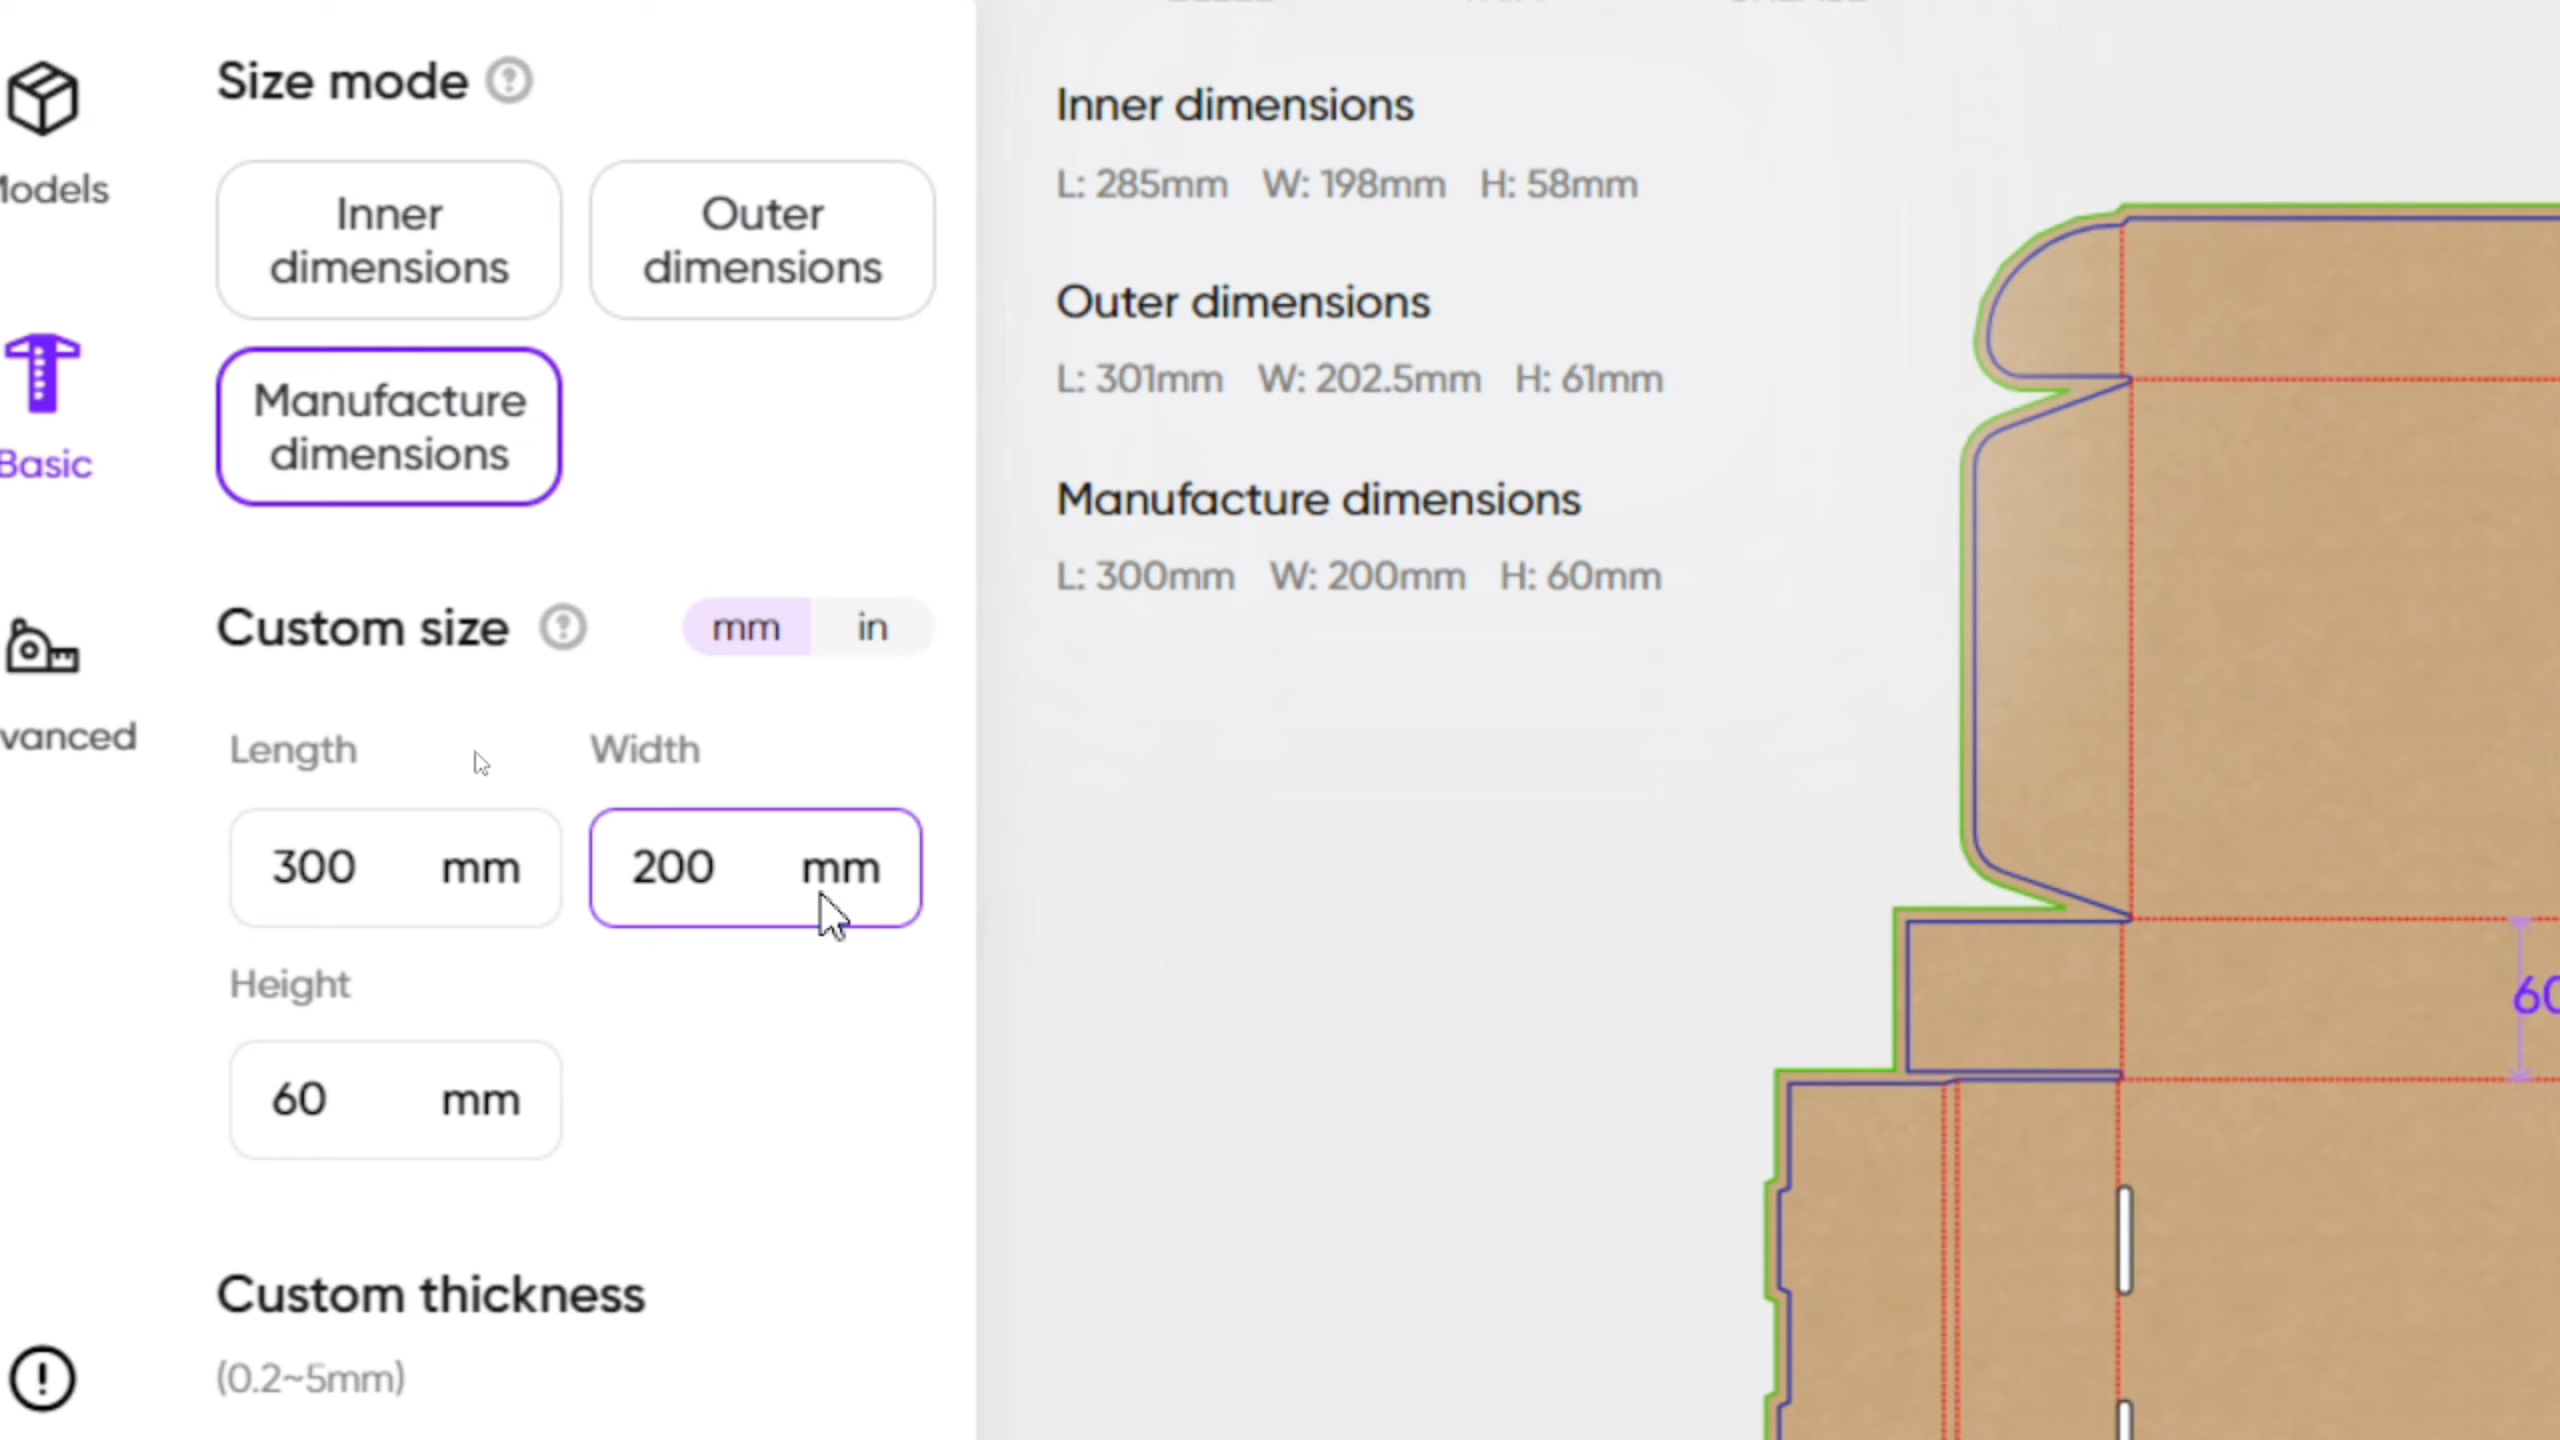 Size mode
Inner
dimensions
Outer
dimensions
Manufacture
dimensions
Custom size
mm in
Length
Width
300 mm
200 mm
Height
60 mm
Custom thickness
(0.2~5mm)
Basic
Inner dimensions
L: 285mm W: 198mm H: 58mm
Outer dimensions
L: 301mm W: 202.5mm H: 61mm
Manufacture dimensions
L: 300mm W: 200mm H: 60mm
60